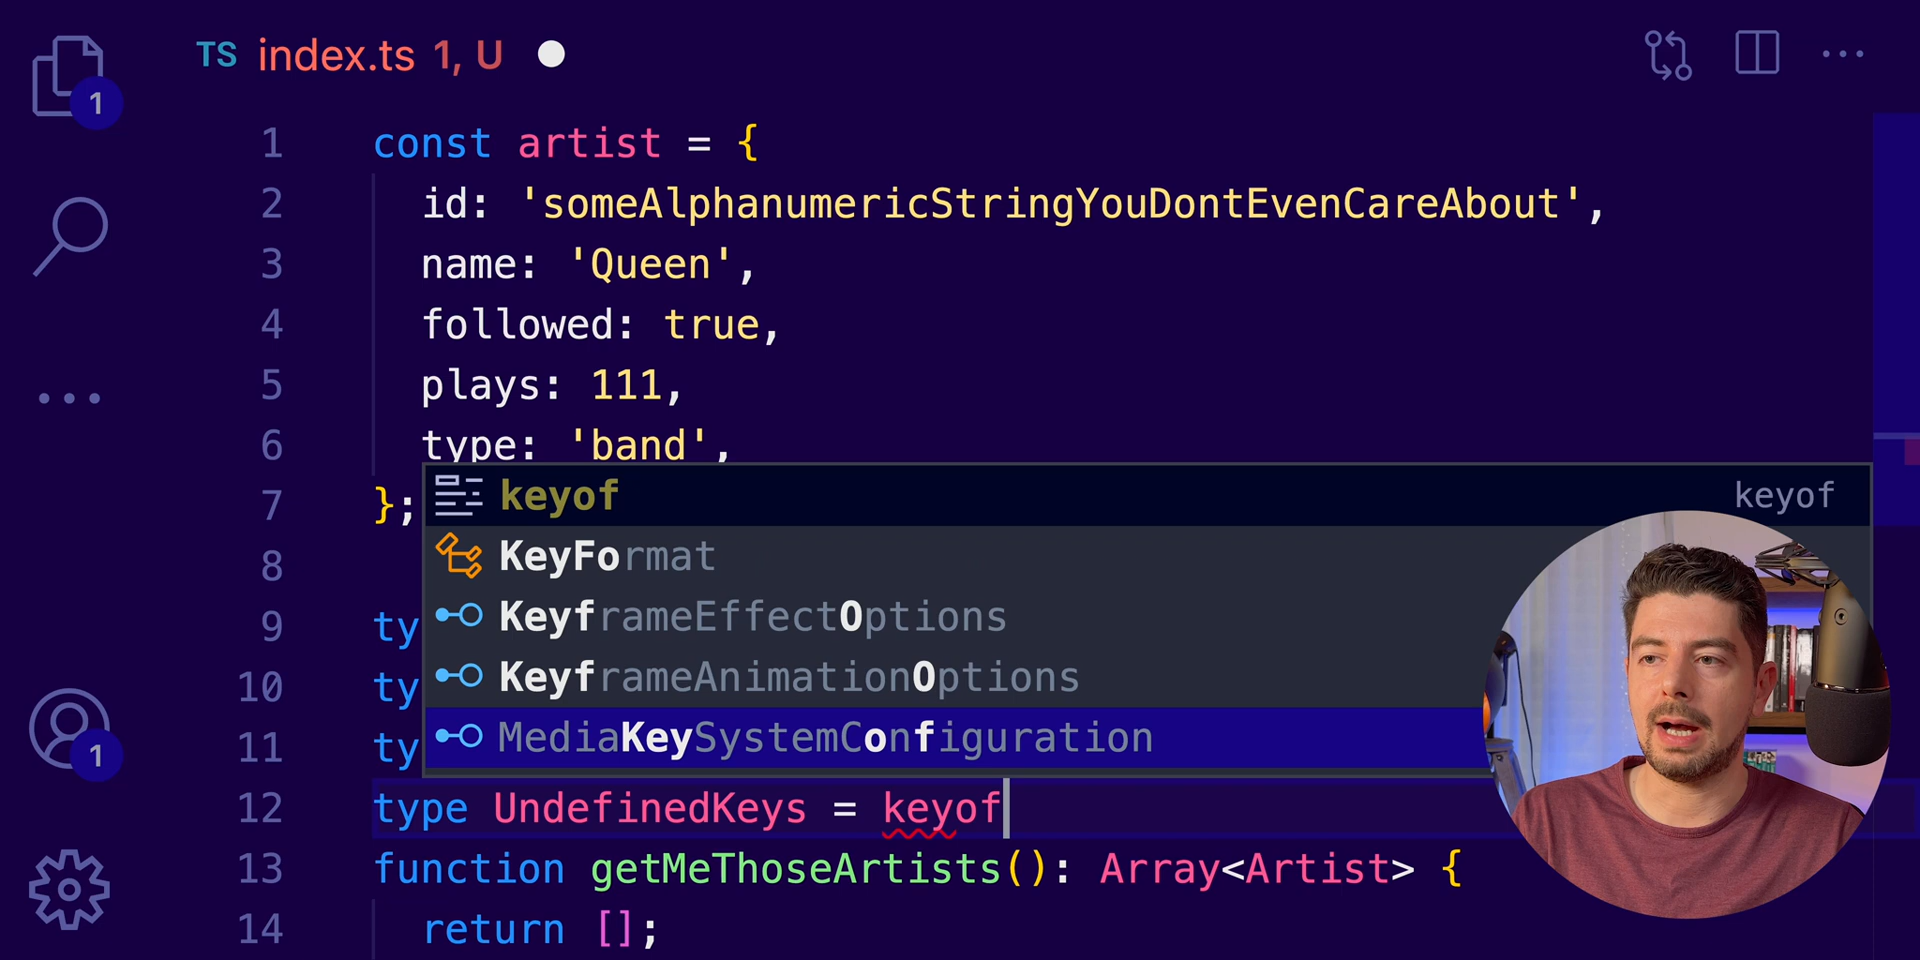 TS index.ts 1, U
1
1 const artist = {
2 id: 'someAlphanumericStringYouDontEvenCareAbout',
3 name: 'Queen',
4 followed: true,
5 plays: 111,
6 type: 'band',
7 };
keyof keyof
8 KeyFormat
9 ty KeyframeEffectOptions
10 ty KeyframeAnimationOptions
11 ty MediaKeySystemConfiguration
1
12 type UndefinedKeys = keyof
13 function getMeThoseArtists(): Array<Artist> {
14 return [];